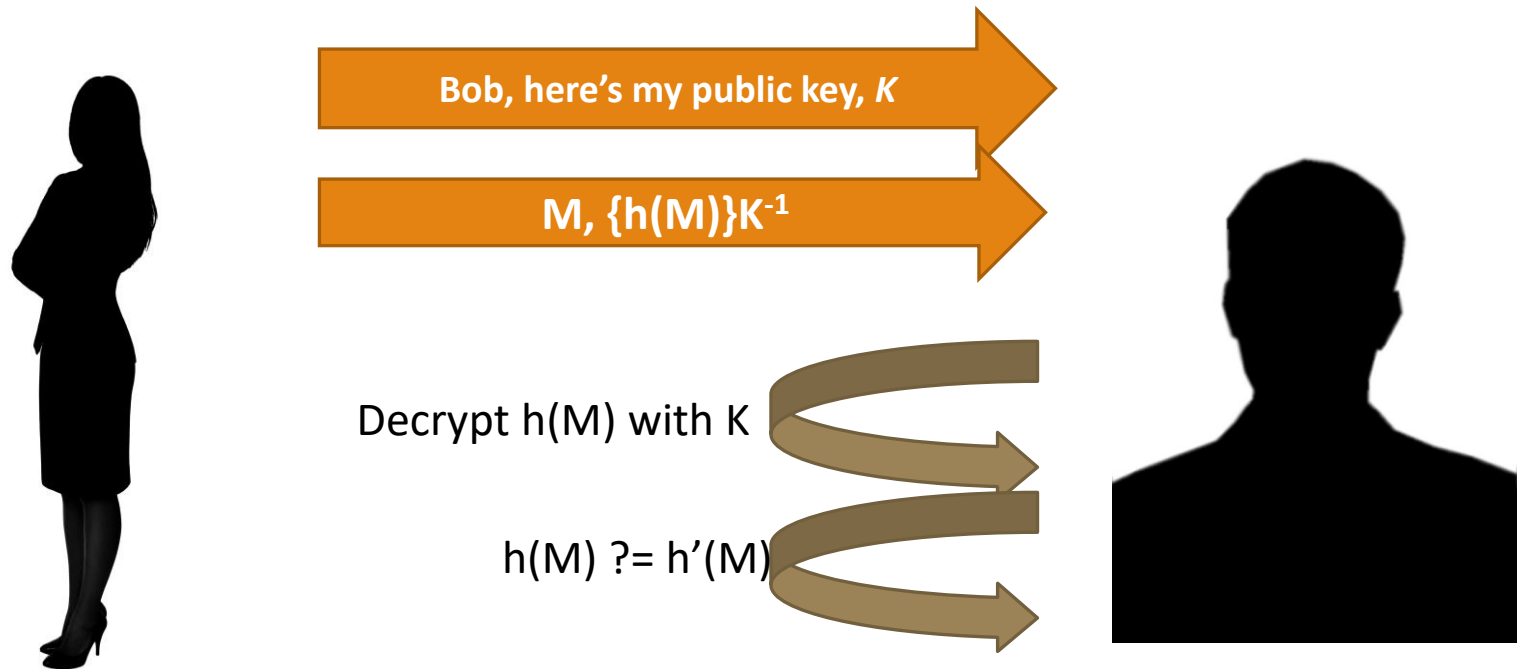 Bob, here’s my public key, K
M, {h(M)}K⁻¹
Decrypt h(M) with K
h(M) ?= h’(M)